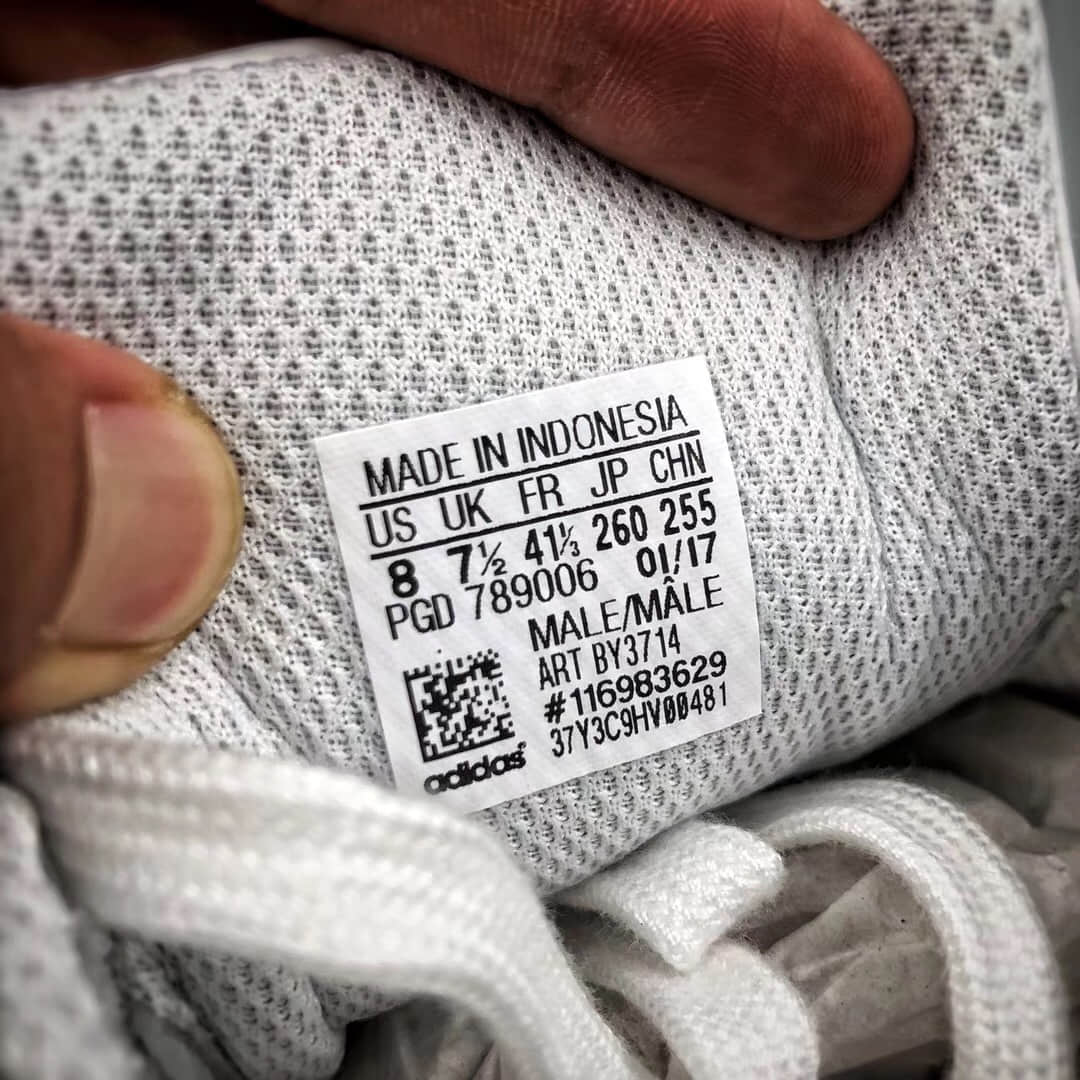 MADE IN INDONESIA
US UK FR JP CHN
8 7½ 41⅓ 260 255
PGD 789006 01/17
MALE/MÂLE
ART BY3714
#116983629
37Y3C9HV00481
adidas